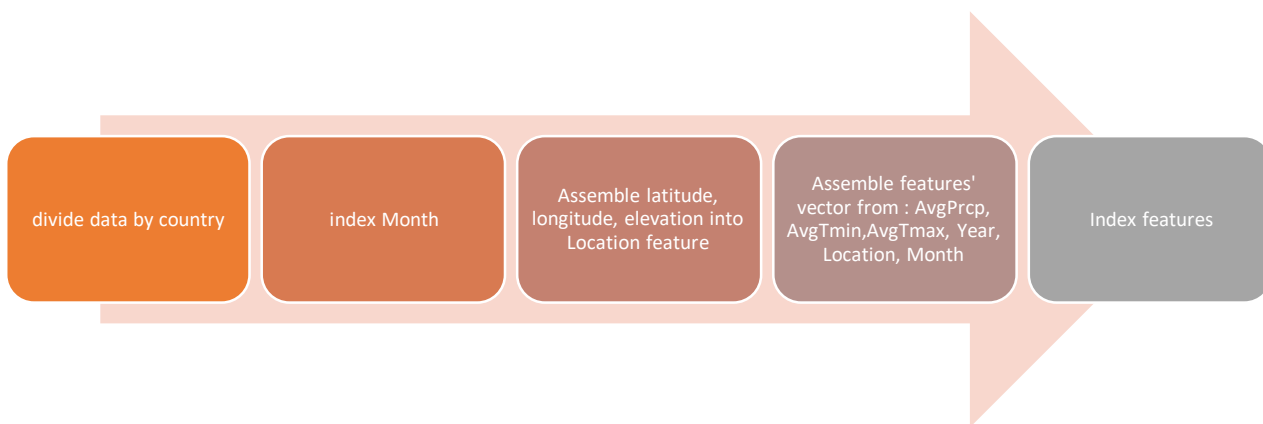 divide data by country
index Month
Assemble latitude,
longitude, elevation into
Location feature
Assemble features'
vector from : AvgPrcp,
AvgTmin,AvgTmax, Year,
Location, Month
Index features